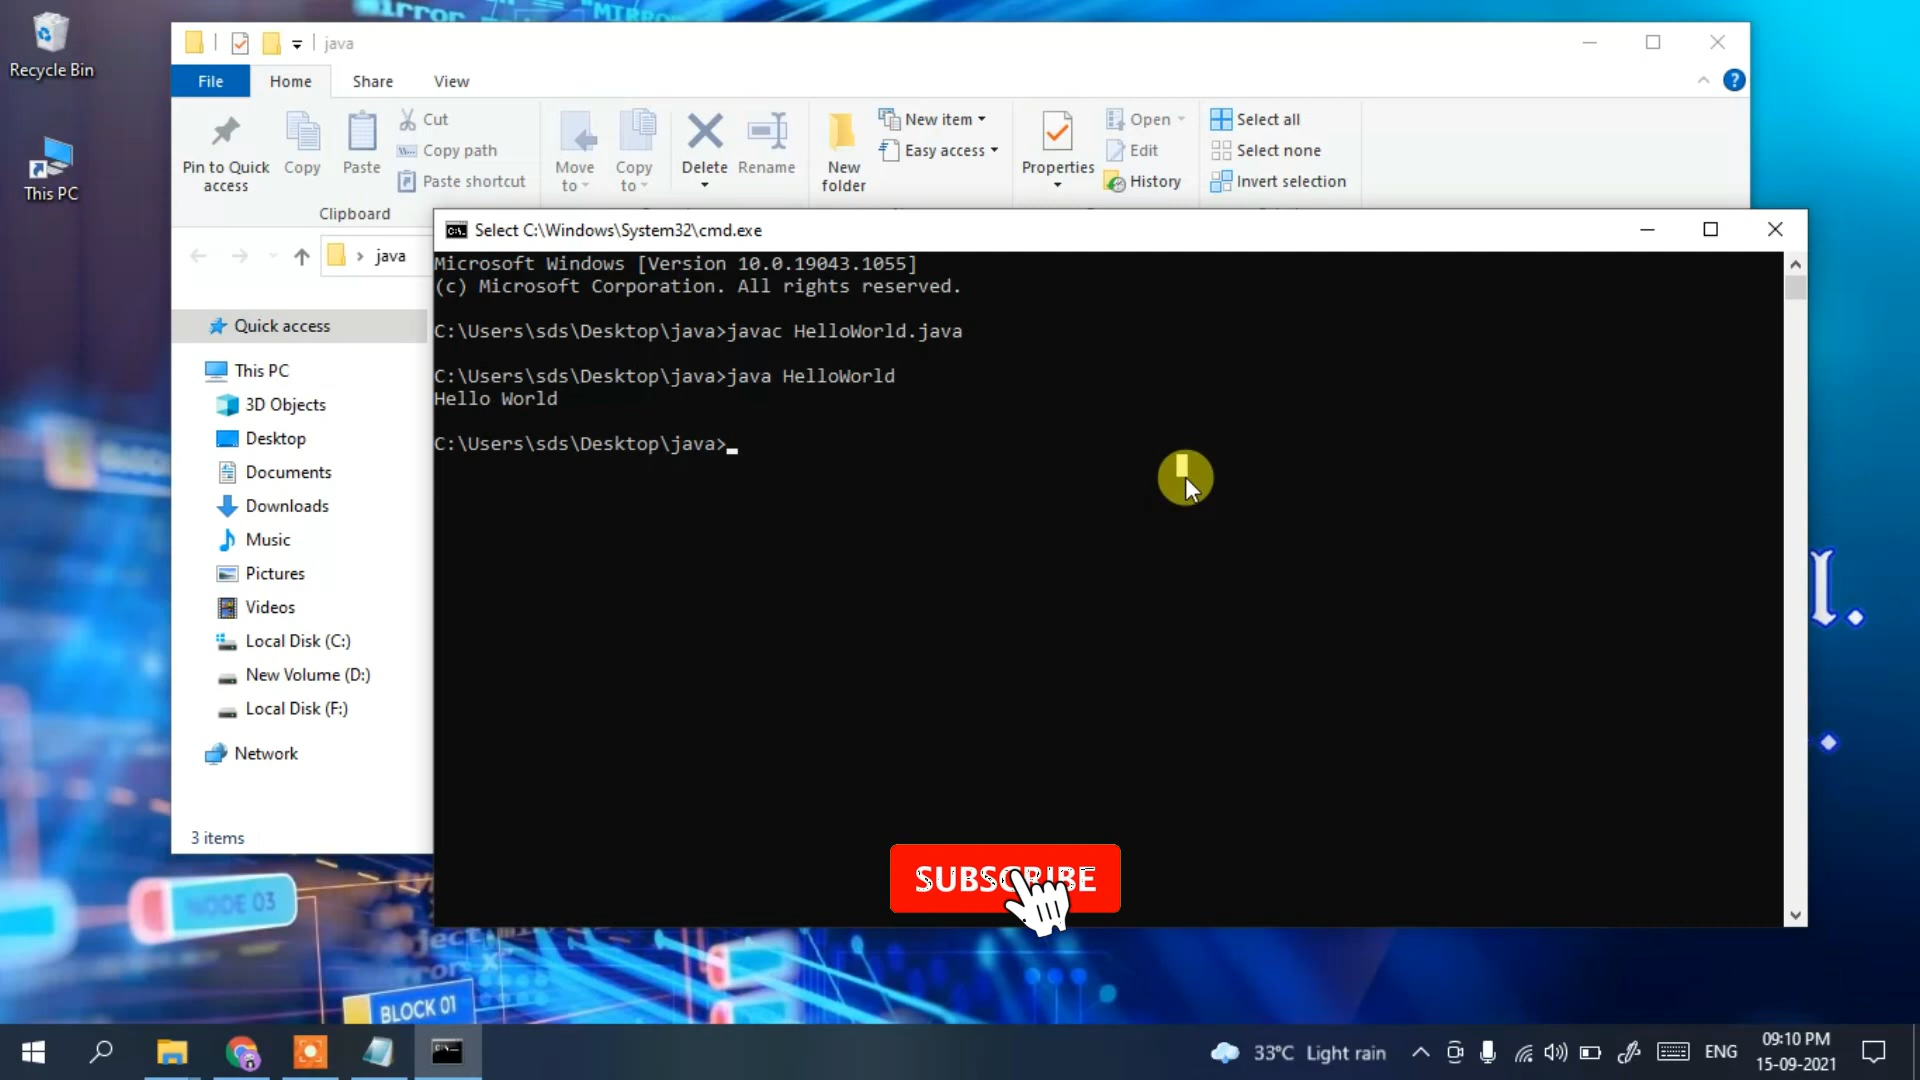 Recycle Bin
This PC
java
File
Home
Share
View
Pin to Quick
access
Copy
Paste
Cut
Copy path
Paste shortcut
Move
to
Copy
to
Delete
Rename
New
folder
New item
Easy access
Properties
Open
Edit
History
Select all
Select none
Invert selection
Clipboard
java
Quick access
This PC
3D Objects
Desktop
Documents
Downloads
Music
Pictures
Videos
Local Disk (C:)
New Volume (D:)
Local Disk (F:)
Network
3 items
Select C:\Windows\System32\cmd.exe
Microsoft Windows [Version 10.0.19043.1055]
(c) Microsoft Corporation. All rights reserved.
C:\Users\sds\Desktop\java>javac HelloWorld.java
C:\Users\sds\Desktop\java>java HelloWorld
Hello World
C:\Users\sds\Desktop\java>
SUBSCRIBE
NODE 03
BLOCK 01
33°C Light rain
ENG
09:10 PM
15-09-2021